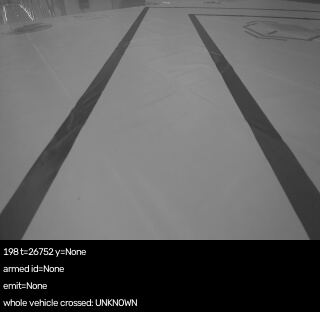 198 t=26752 y=None
armed id=None
emit=None
whole vehicle crossed: UNKNOWN